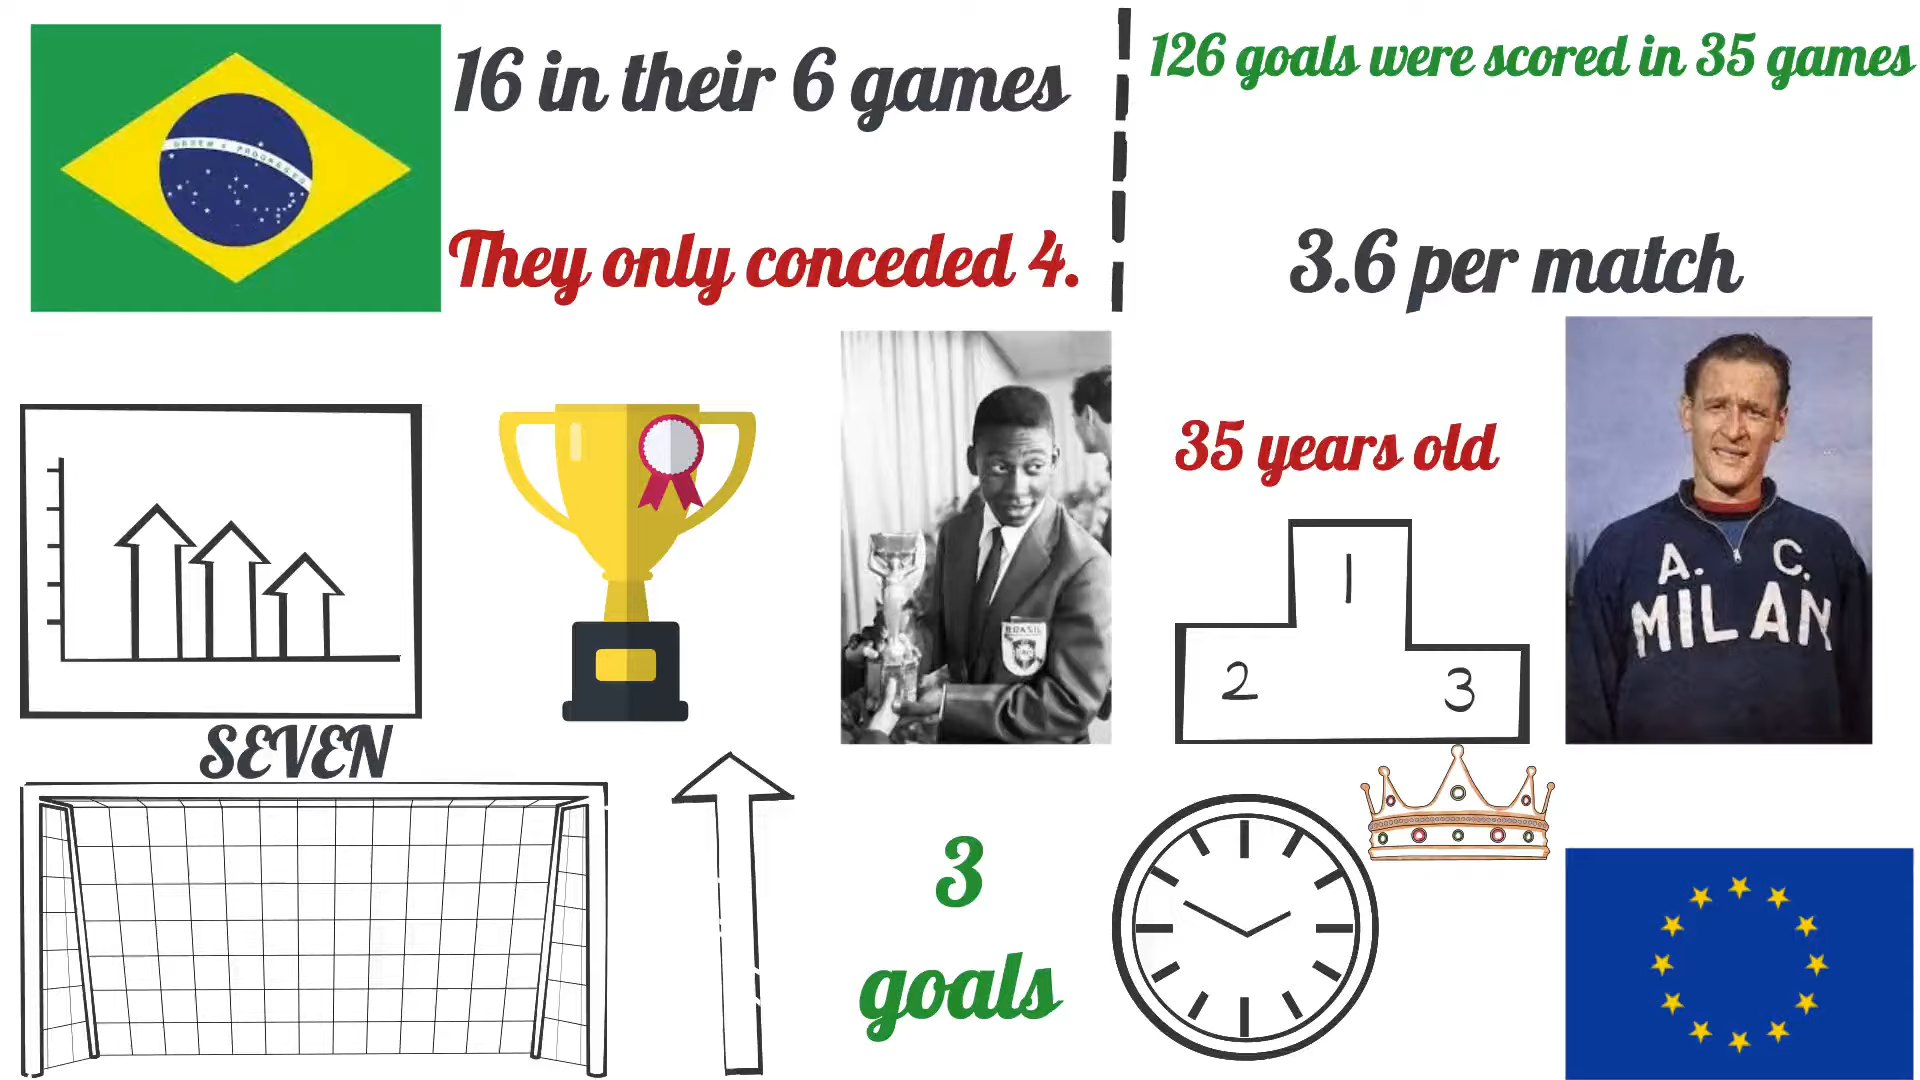 16 in their 6 games
They only conceded 4.
126 goals were scored in 35 games
3.6 per match
BRASIL
35 years old
1
2
3
A. C.
MILAN
SEVEN
3
goals